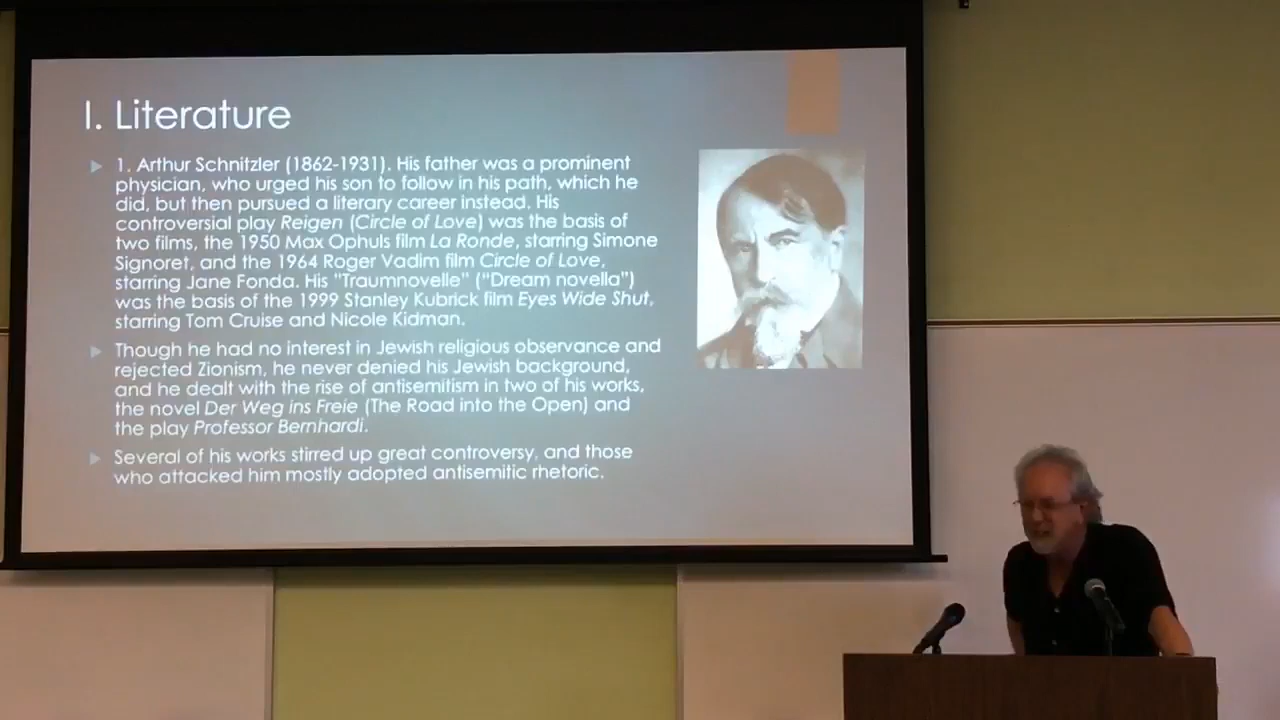 I. Literature
1. Arthur Schnitzler (1862-1931). His father was a prominent
physician, who urged his son to follow in his path, which he
did, but then pursued a literary career instead. His
controversial play Reigen (Circle of Love) was the basis of
two films, the 1950 Max Ophuls film La Ronde, starring Simone
Signoret, and the 1964 Roger Vadim film Circle of Love,
starring Jane Fonda. His "Traumnovelle" ("Dream novella")
was the basis of the 1999 Stanley Kubrick film Eyes Wide Shut,
starring Tom Cruise and Nicole Kidman.
Though he had no interest in Jewish religious observance and
rejected Zionism, he never denied his Jewish background,
and he dealt with the rise of antisemitism in two of his works,
the novel Der Weg ins Freie (The Road into the Open) and
the play Professor Bernhardi.
Several of his works stirred up great controversy, and those
who attacked him mostly adopted antisemitic rhetoric.